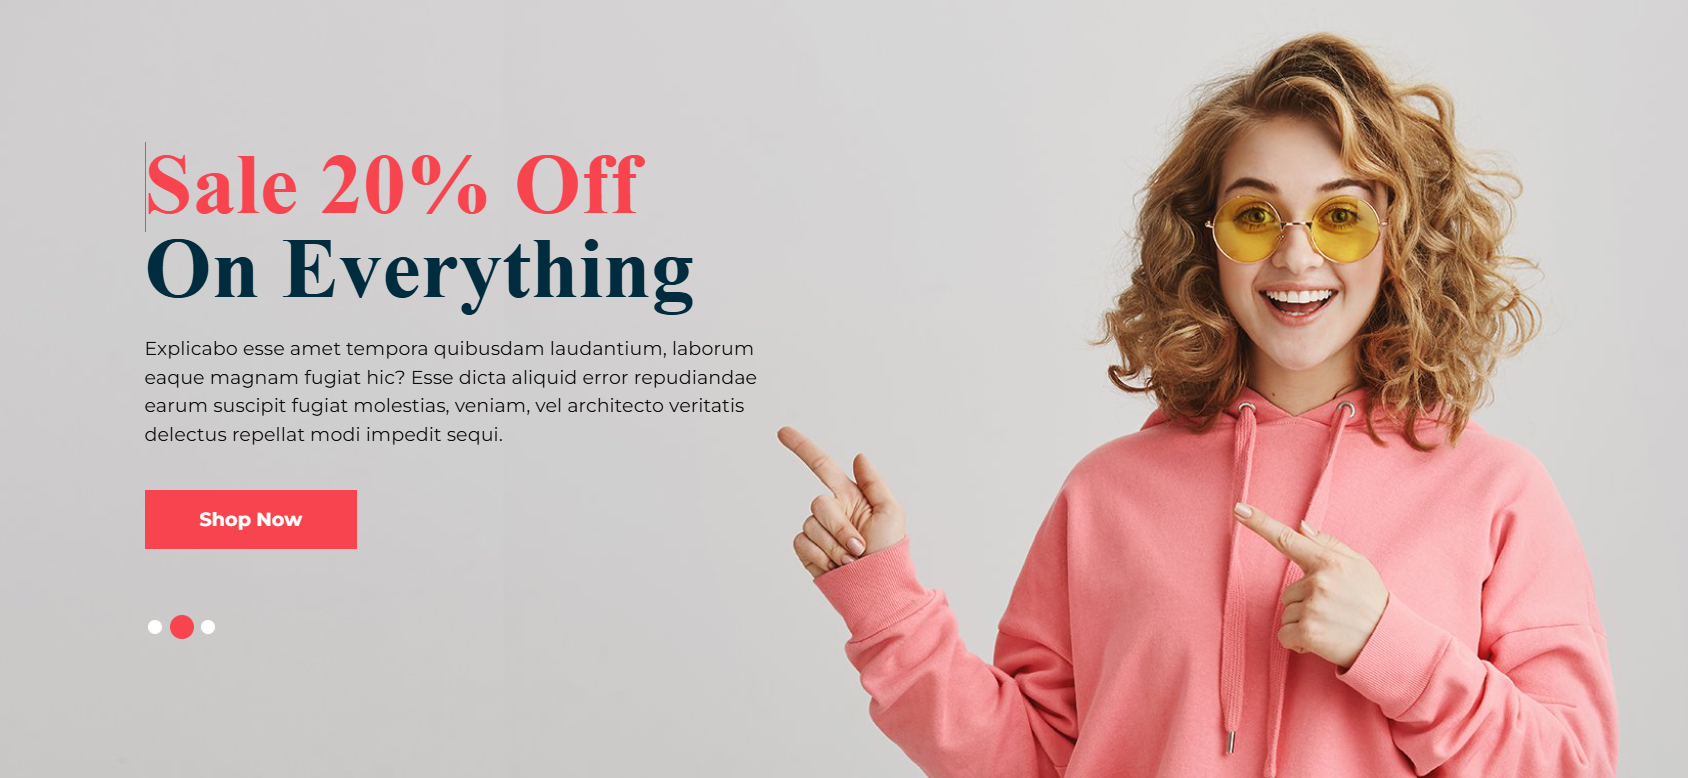 Sale 20% Off
On Everything
Explicabo esse amet tempora quibusdam laudantium, laborum
eaque magnam fugiat hic? Esse dicta aliquid error repudiandae
earum suscipit fugiat molestias, veniam, vel architecto veritatis
delectus repellat modi impedit sequi.
Shop Now